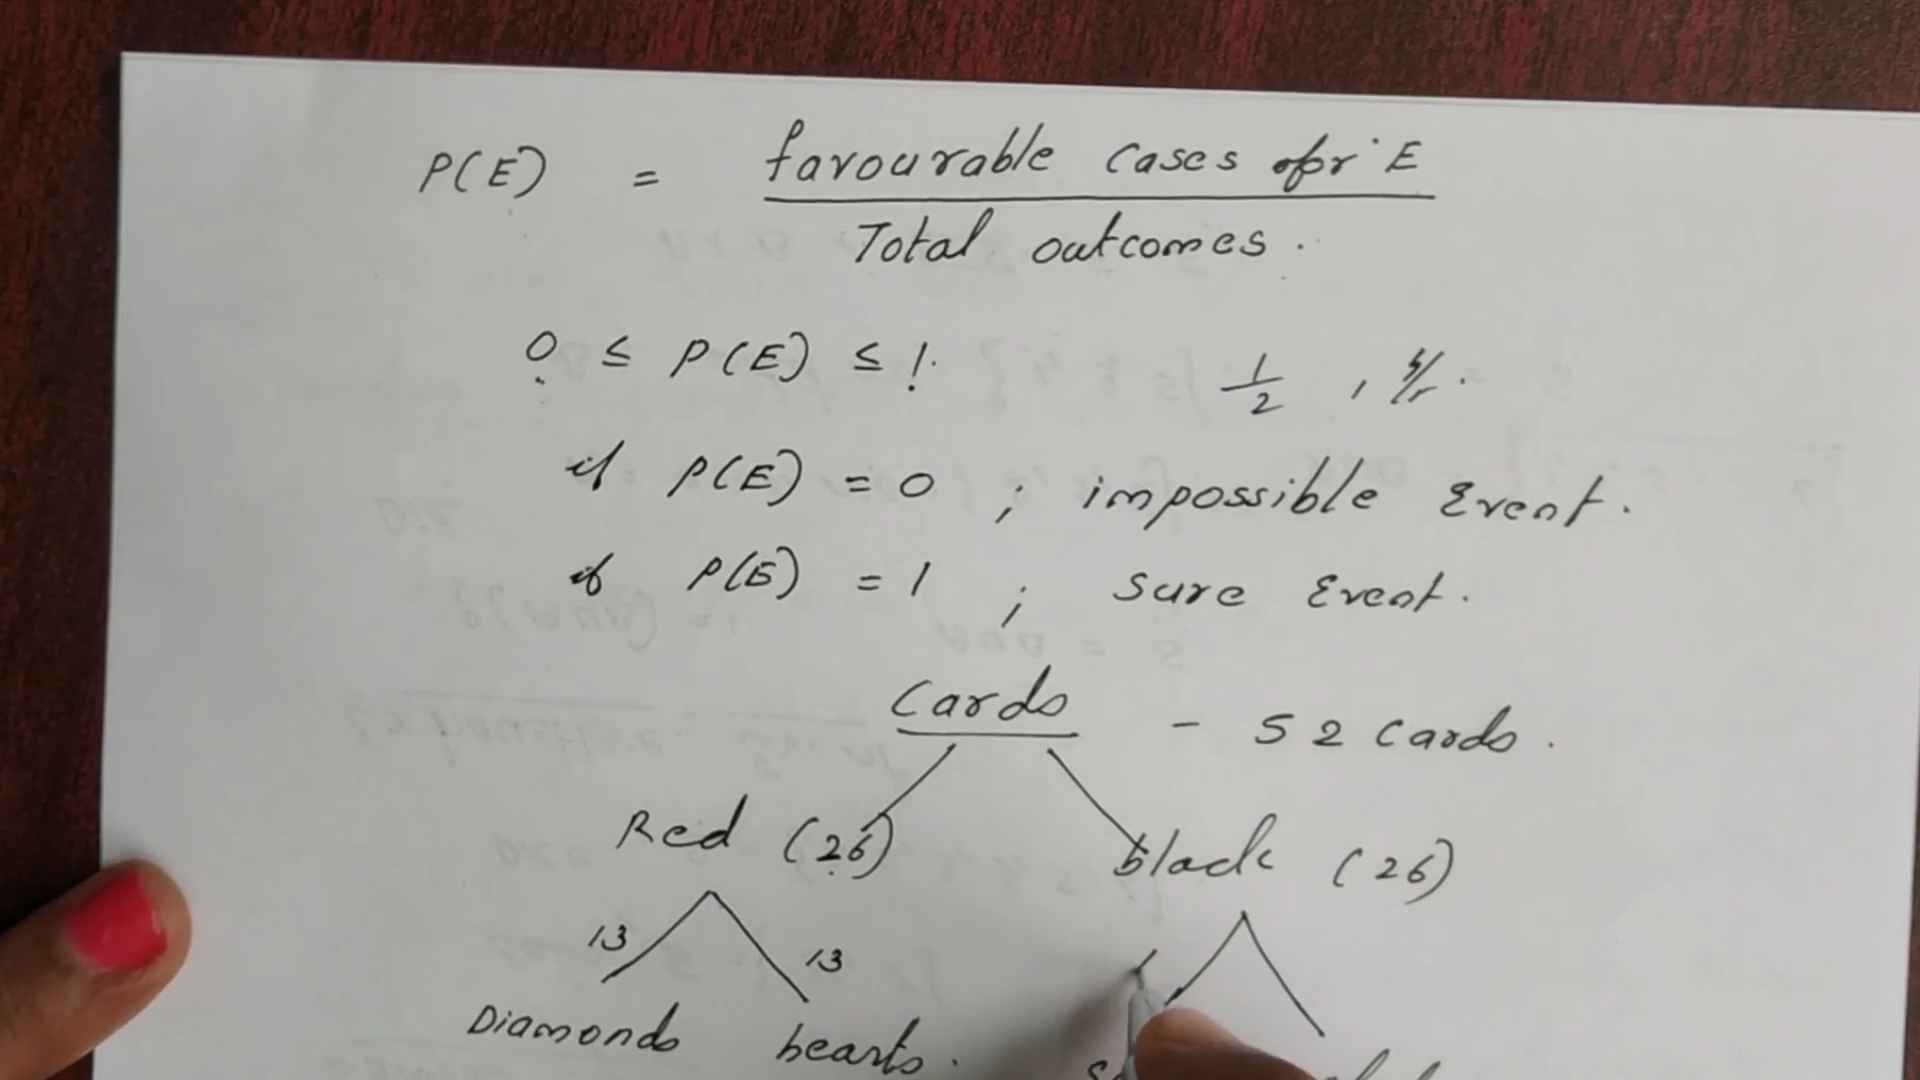 P(E) = favourable cases for E
Total outcomes.
0 ≤ P(E) ≤ 1. 1/2 ,
if P(E) = 0 ; impossible Event.
if P(E) = 1 ; Sure Event.
Cards - 52 Cards.
Red (26) black (26)
13 13
Diamonds hearts.